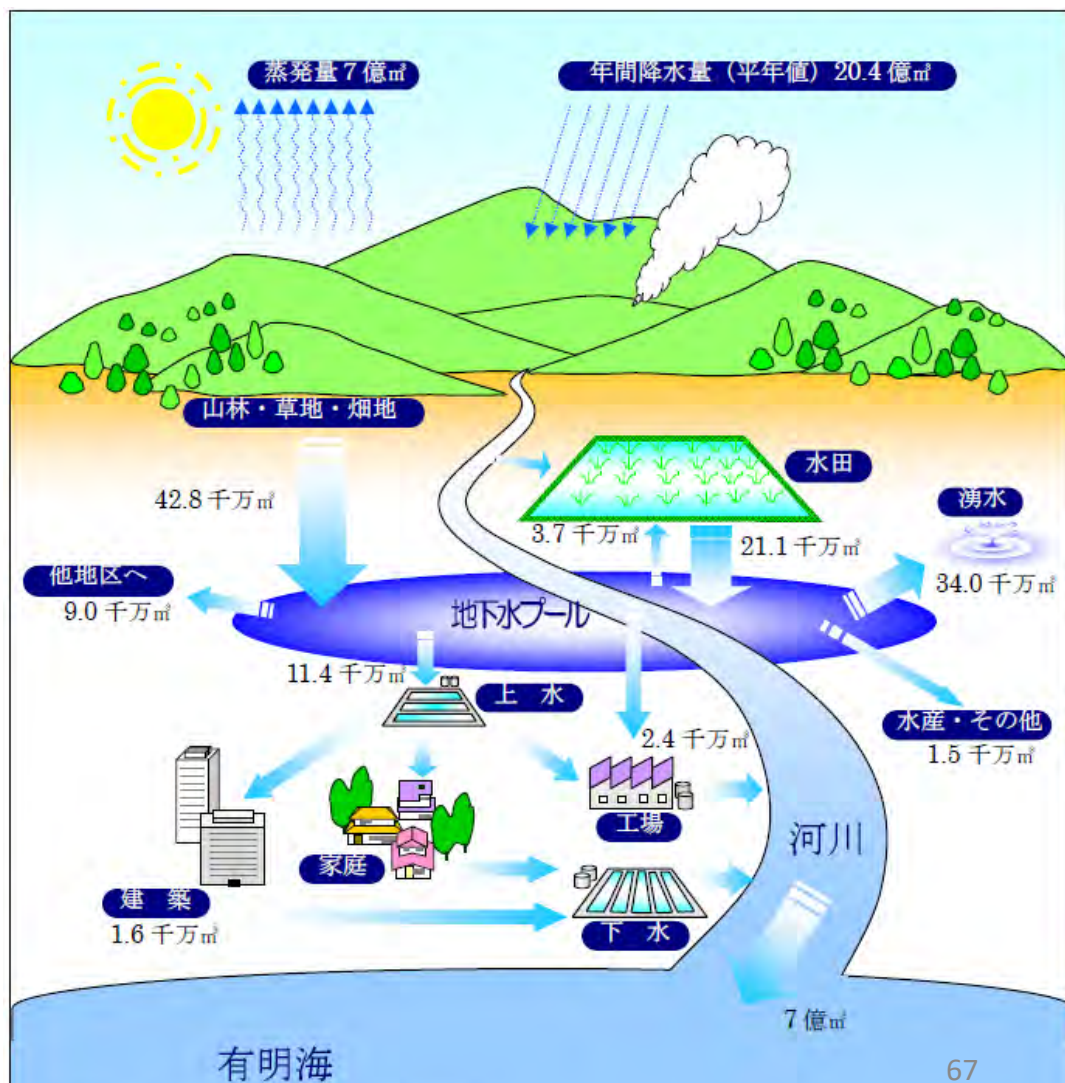 蒸発量７億㎥
年間降水量（平年値）20.4 億㎥
山林・草地・畑地
水田
42.8 千万㎥
3.7 千万㎥
21.1 千万㎥
湧水
34.0 千万㎥
他地区へ
9.0 千万㎥
地下水プール
11.4 千万㎥
上　水
2.4 千万㎥
水産・その他
1.5 千万㎥
工場
河川
家庭
建　築
1.6 千万㎥
下　水
7 億㎥
有明海
67